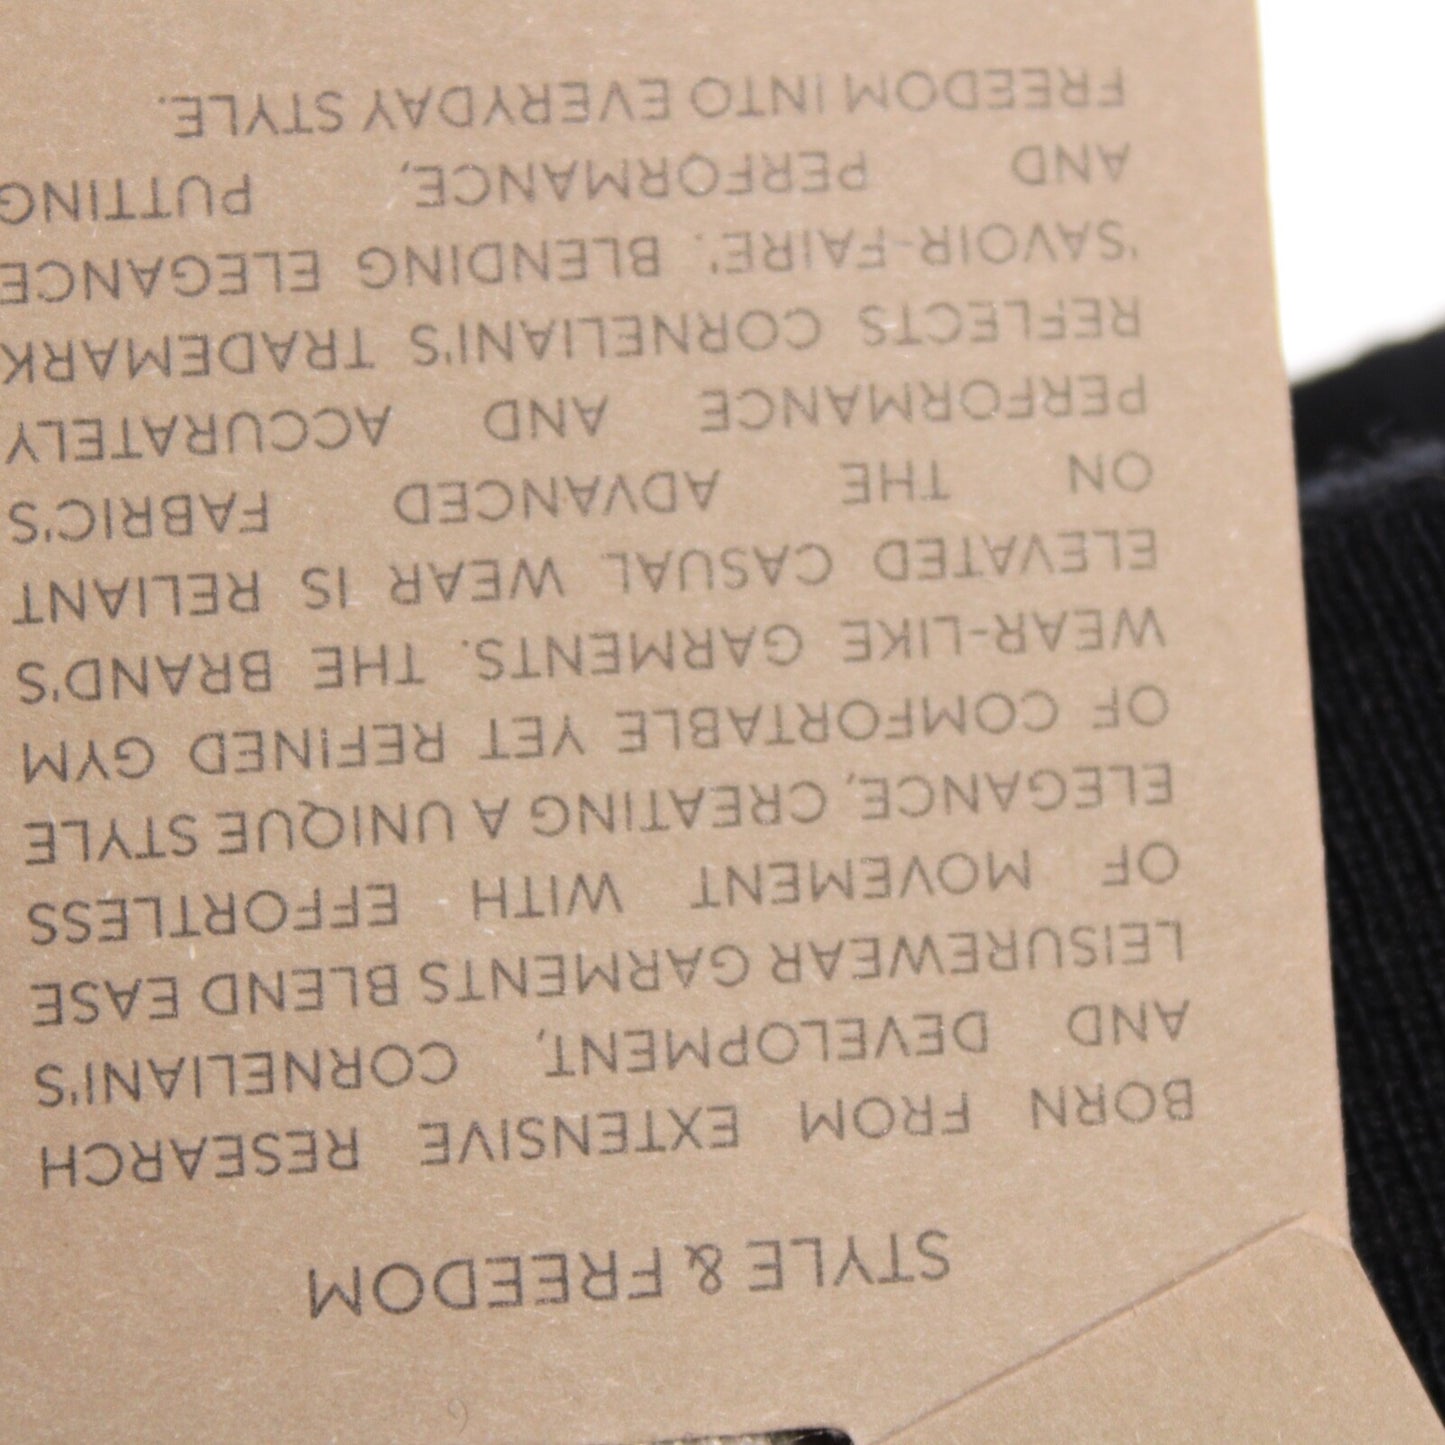 STYLE & FREEDOM
BORN FROM EXTENSIVE RESEARCH
AND DEVELOPMENT, CORNELIANI'S
LEISUREWEAR GARMENTS BLEND EASE
OF MOVEMENT WITH EFFORTLESS
ELEGANCE, CREATING A UNIQUE STYLE
OF COMFORTABLE YET REFINED GYM
WEAR-LIKE GARMENTS. THE BRAND'S
ELEVATED CASUAL WEAR IS RELIANT
ON THE ADVANCED FABRIC'S
PERFORMANCE AND ACCURATELY
REFLECTS CORNELIANI'S TRADEMARK
'SAVOIR-FAIRE'. BLENDING ELEGANCE
AND PERFORMANCE, PUTTING
FREEDOM INTO EVERYDAY STYLE.